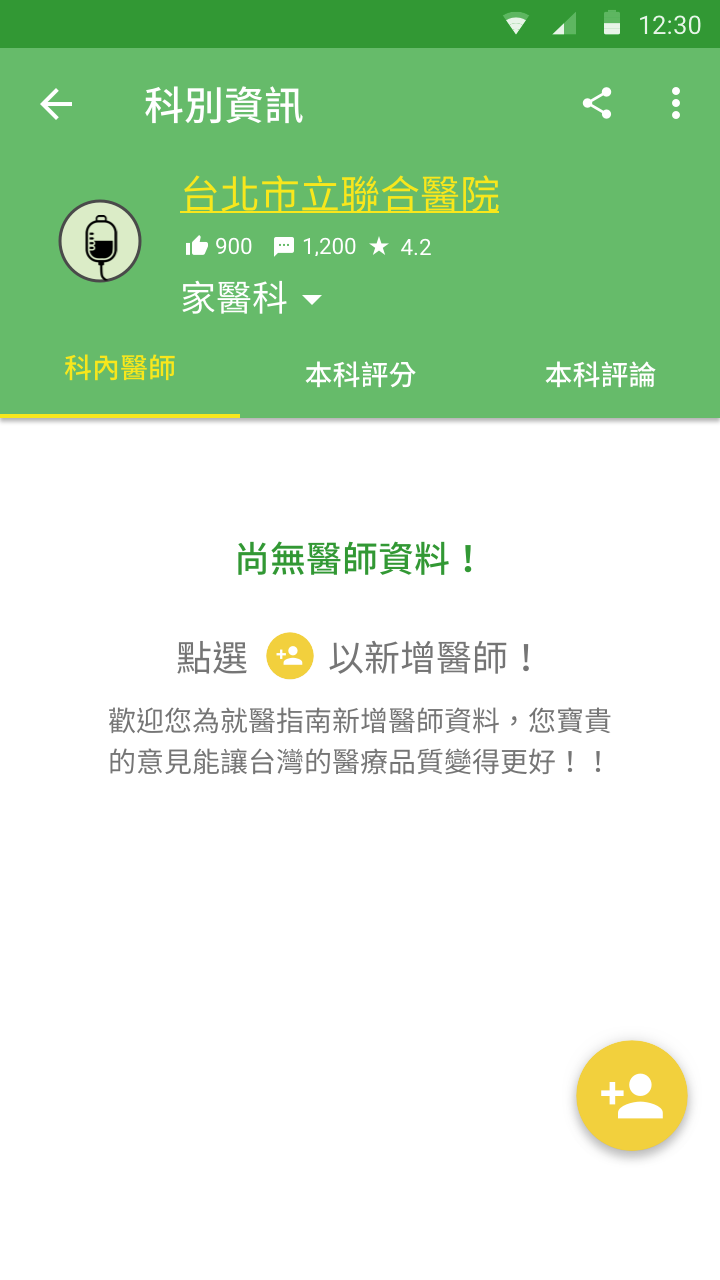 12:30
科別資訊
台北市立聯合醫院
900 1,200 4.2
家醫科
科內醫師 本科評分 本科評論
尚無醫師資料！
點選 以新增醫師！
歡迎您為就醫指南新增醫師資料，您寶貴
的意見能讓台灣的醫療品質變得更好！！